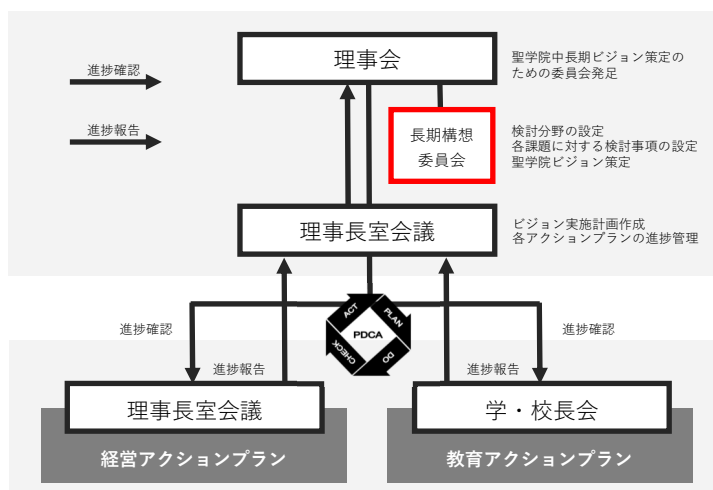 理事会
聖学院中長期ビジョン策定の
ための委員会発足
進捗確認
進捗報告
長期構想
委員会
検討分野の設定
各課題に対する検討事項の設定
聖学院ビジョン策定
理事長室会議
ビジョン実施計画作成
各アクションプランの進捗管理
ACT
PLAN
PDCA
CHECK
DO
進捗確認
進捗確認
進捗報告
進捗報告
理事長室会議
学・校長会
経営アクションプラン
教育アクションプラン